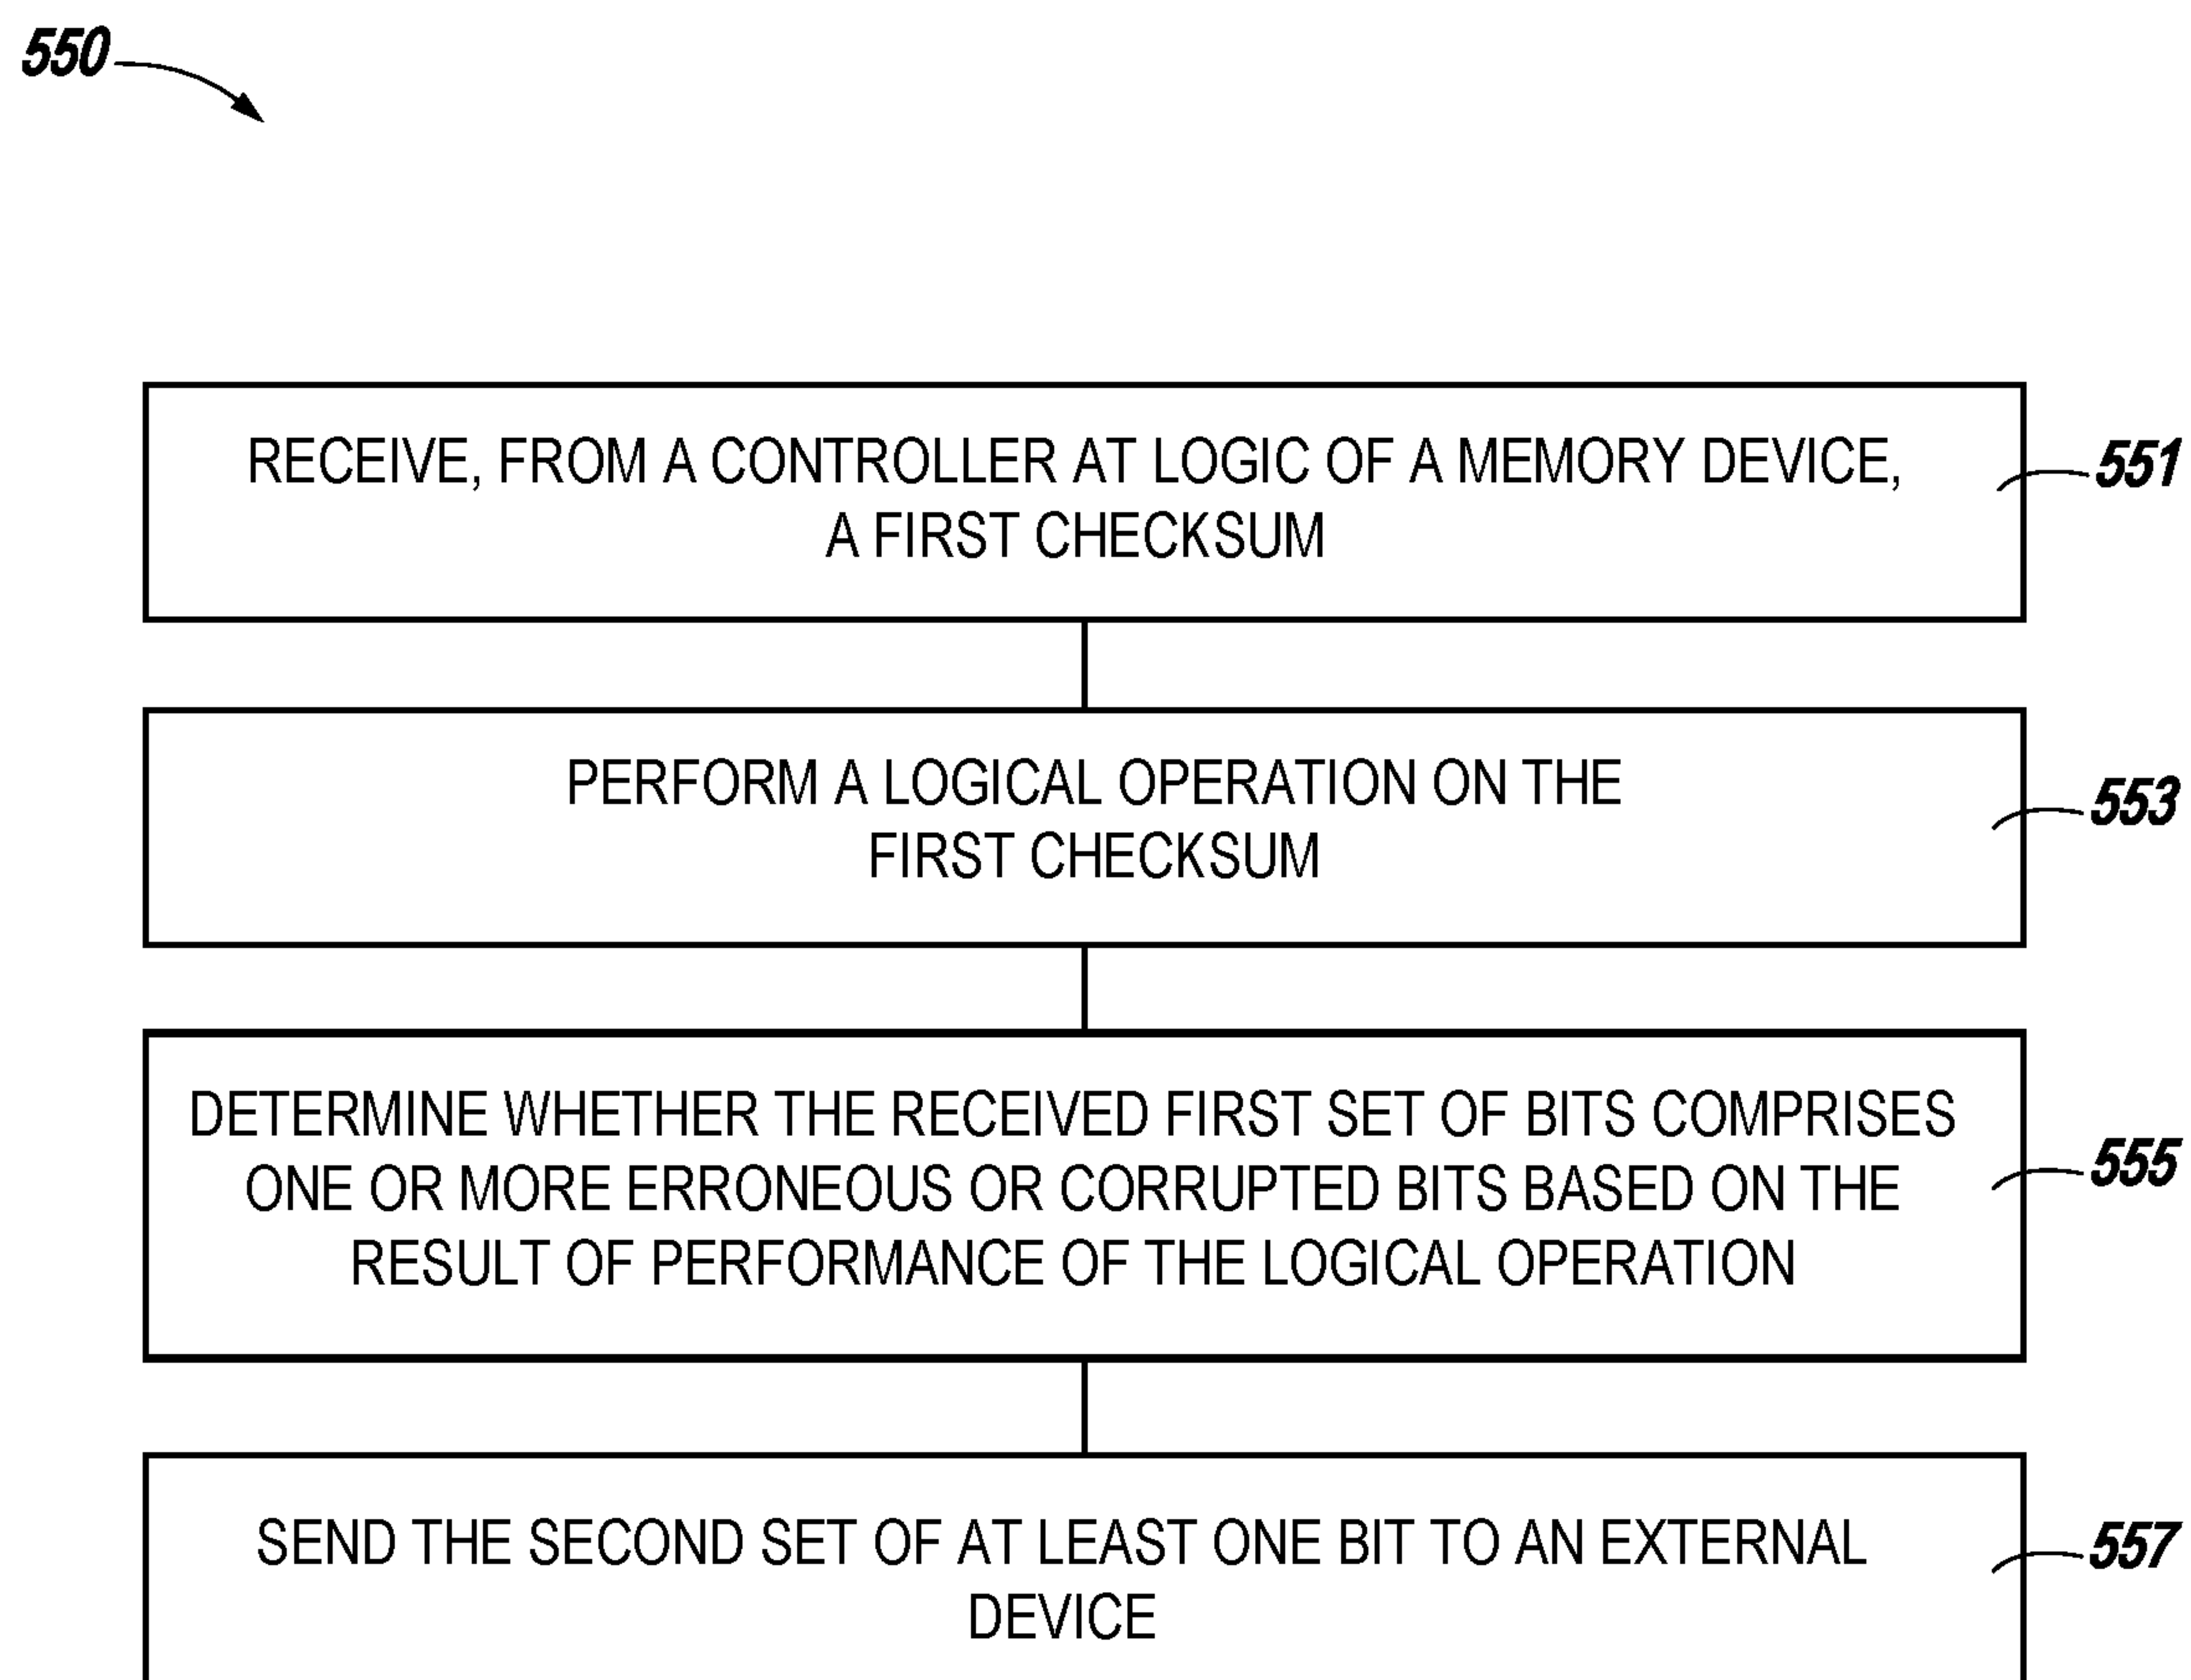 550
RECEIVE, FROM A CONTROLLER AT LOGIC OF A MEMORY DEVICE,
A FIRST CHECKSUM
551
PERFORM A LOGICAL OPERATION ON THE
FIRST CHECKSUM
553
DETERMINE WHETHER THE RECEIVED FIRST SET OF BITS COMPRISES
ONE OR MORE ERRONEOUS OR CORRUPTED BITS BASED ON THE
RESULT OF PERFORMANCE OF THE LOGICAL OPERATION
555
SEND THE SECOND SET OF AT LEAST ONE BIT TO AN EXTERNAL
DEVICE
557